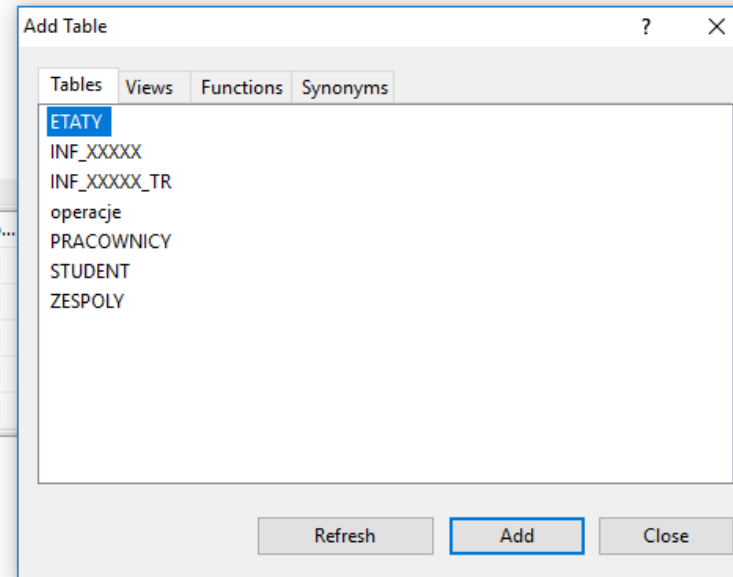 Add Table ?
Tables Views Functions Synonyms
ETATY
INF_XXXXX
INF_XXXXX_TR
operacje
PRACOWNICY
STUDENT
ZESPOLY
Refresh Add Close